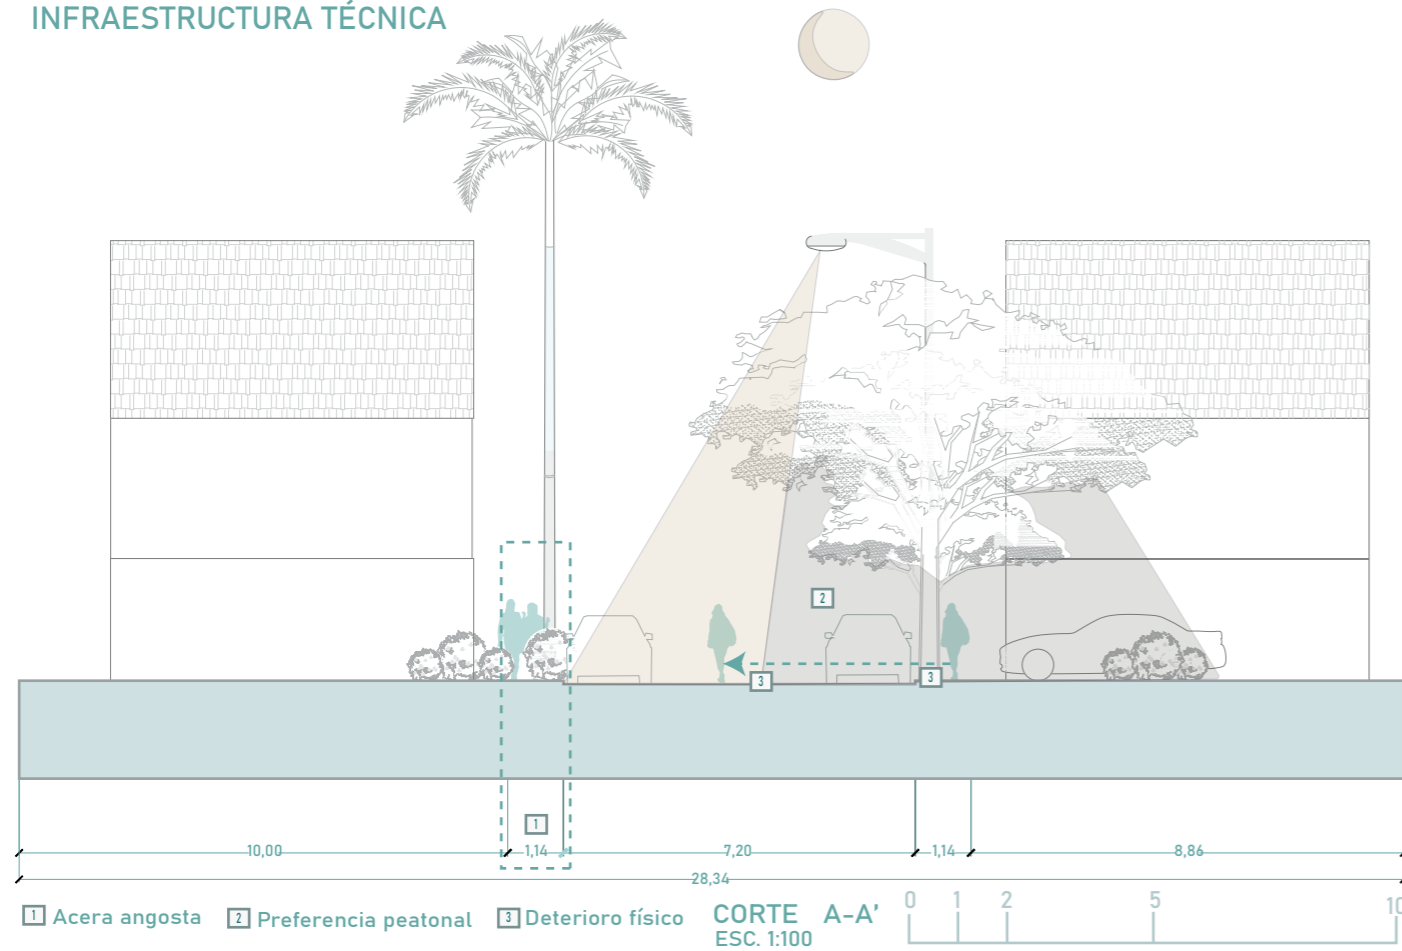 INFRAESTRUCTURA TÉCNICA
2
3
3
1
10,00 1,14 7,20 1,14 8,86
28,34
1 Acera angosta 2 Preferencia peatonal 3 Deterioro físico
CORTE A-A'
ESC. 1:100
0 1 2 5 10